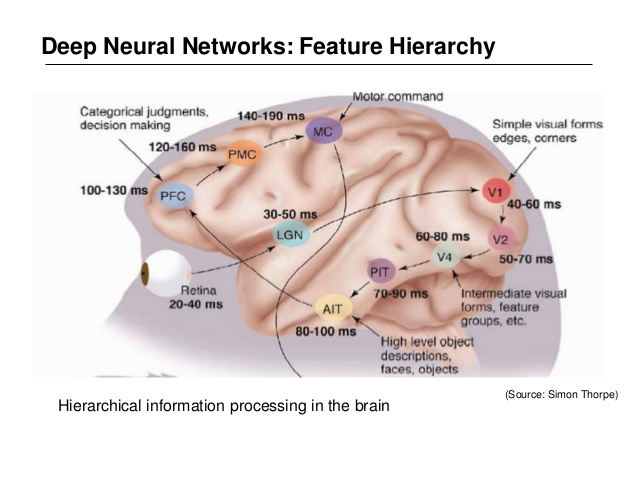 Deep Neural Networks: Feature Hierarchy
Motor command
Categorical judgments,
decision making
140-190 ms
MC
Simple visual forms
edges, corners
120-160 ms
PMC
100-130 ms
PFC
V1
40-60 ms
30-50 ms
LGN
60-80 ms
V2
V4
50-70 ms
PIT
Retina
20-40 ms
70-90 ms
Intermediate visual
forms, feature
groups, etc.
AIT
80-100 ms
High level object
descriptions,
faces, objects
(Source: Simon Thorpe)
Hierarchical information processing in the brain